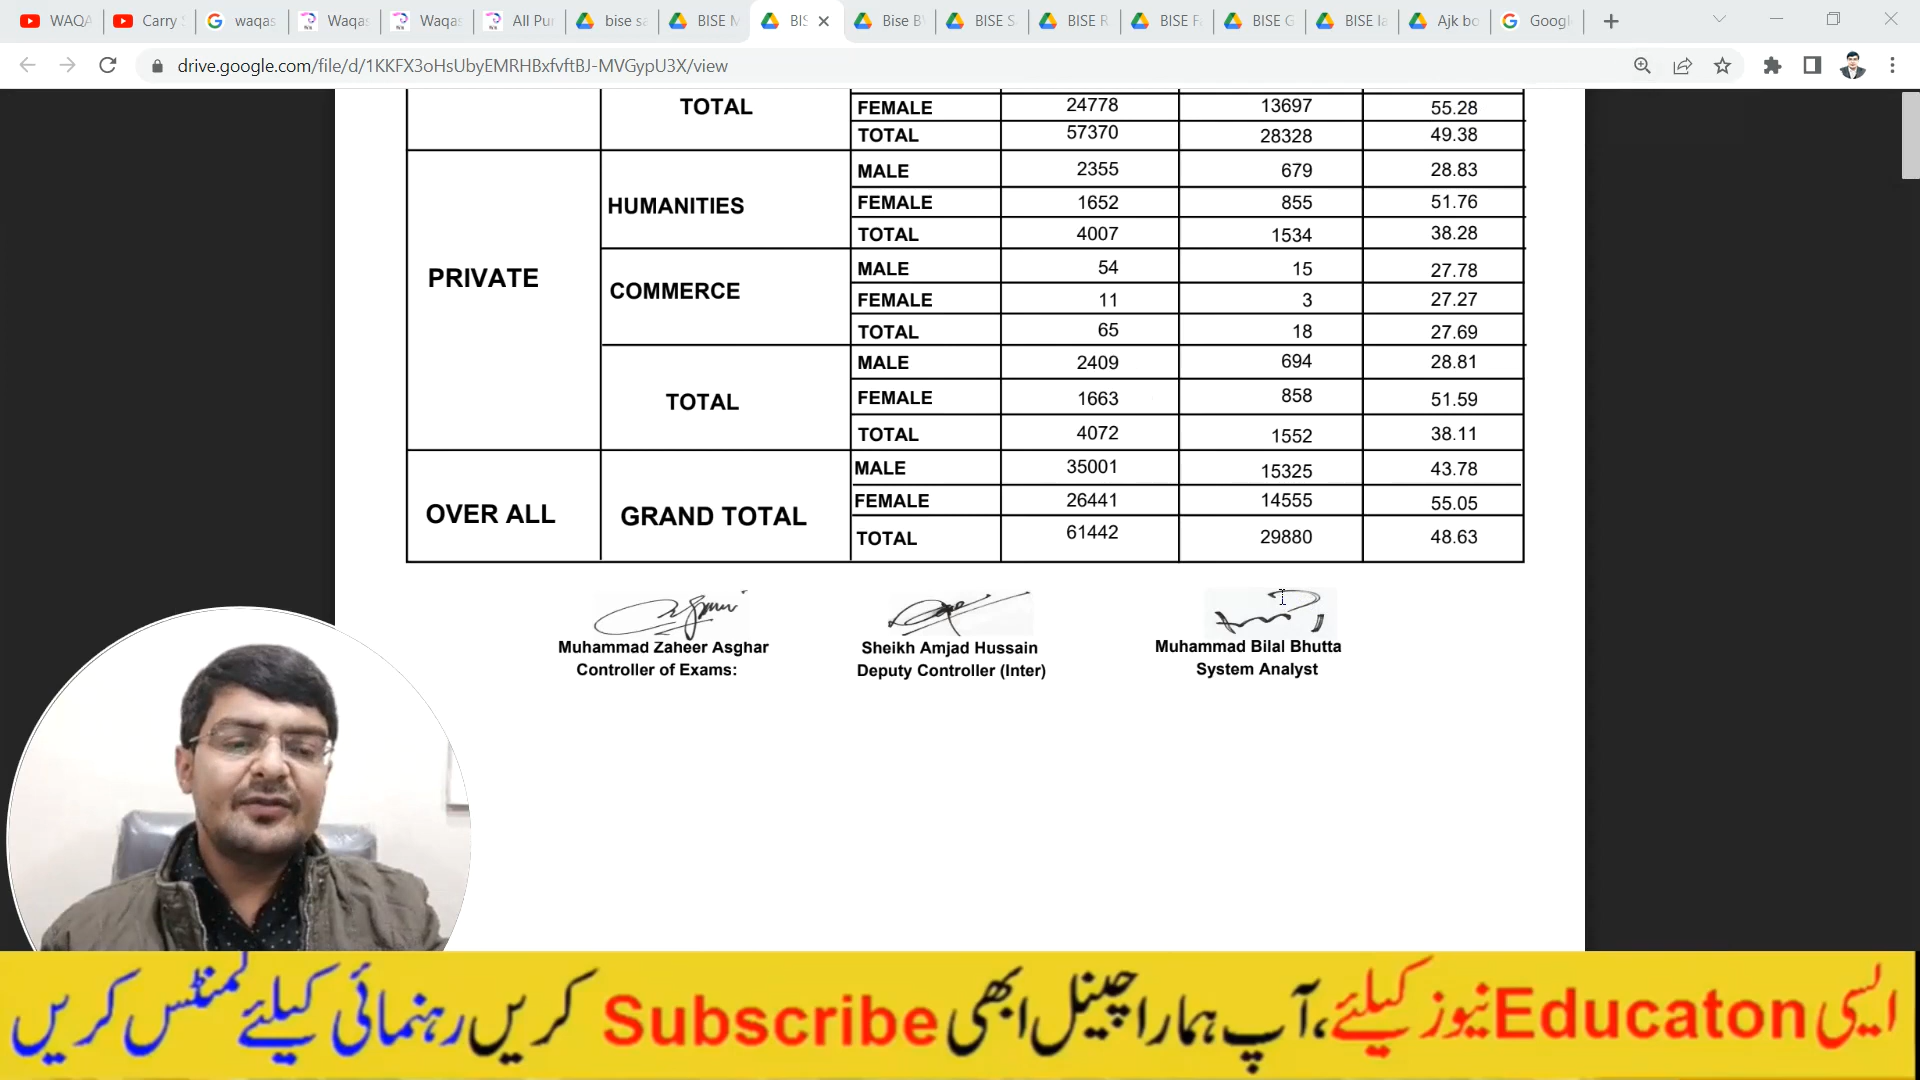 WAQA Carry waqas Waqas Waqas All Pur bise sa BISE M BIS Bise B BISE S BISE R BISE F BISE G BISE la Ajk bo Googl
drive.google.com/file/d/1KKFX3oHsUbyEMRHBxfvftBJ-MVGypU3X/view
TOTAL FEMALE 24778 13697 55.28
TOTAL 57370 28328 49.38
PRIVATE HUMANITIES MALE 2355 679 28.83
FEMALE 1652 855 51.76
TOTAL 4007 1534 38.28
COMMERCE MALE 54 15 27.78
FEMALE 11 3 27.27
TOTAL 65 18 27.69
TOTAL MALE 2409 694 28.81
FEMALE 1663 858 51.59
TOTAL 4072 1552 38.11
OVER ALL GRAND TOTAL MALE 35001 15325 43.78
FEMALE 26441 14555 55.05
TOTAL 61442 29880 48.63
Muhammad Zaheer Asghar Sheikh Amjad Hussain Muhammad Bilal Bhutta
Controller of Exams: Deputy Controller (Inter) System Analyst
ایسی Educaton نیوز کیلئے، آپ ہمارا چینل ابھی Subscribe کریں رہنمائی کیلئے کمنٹس کریں